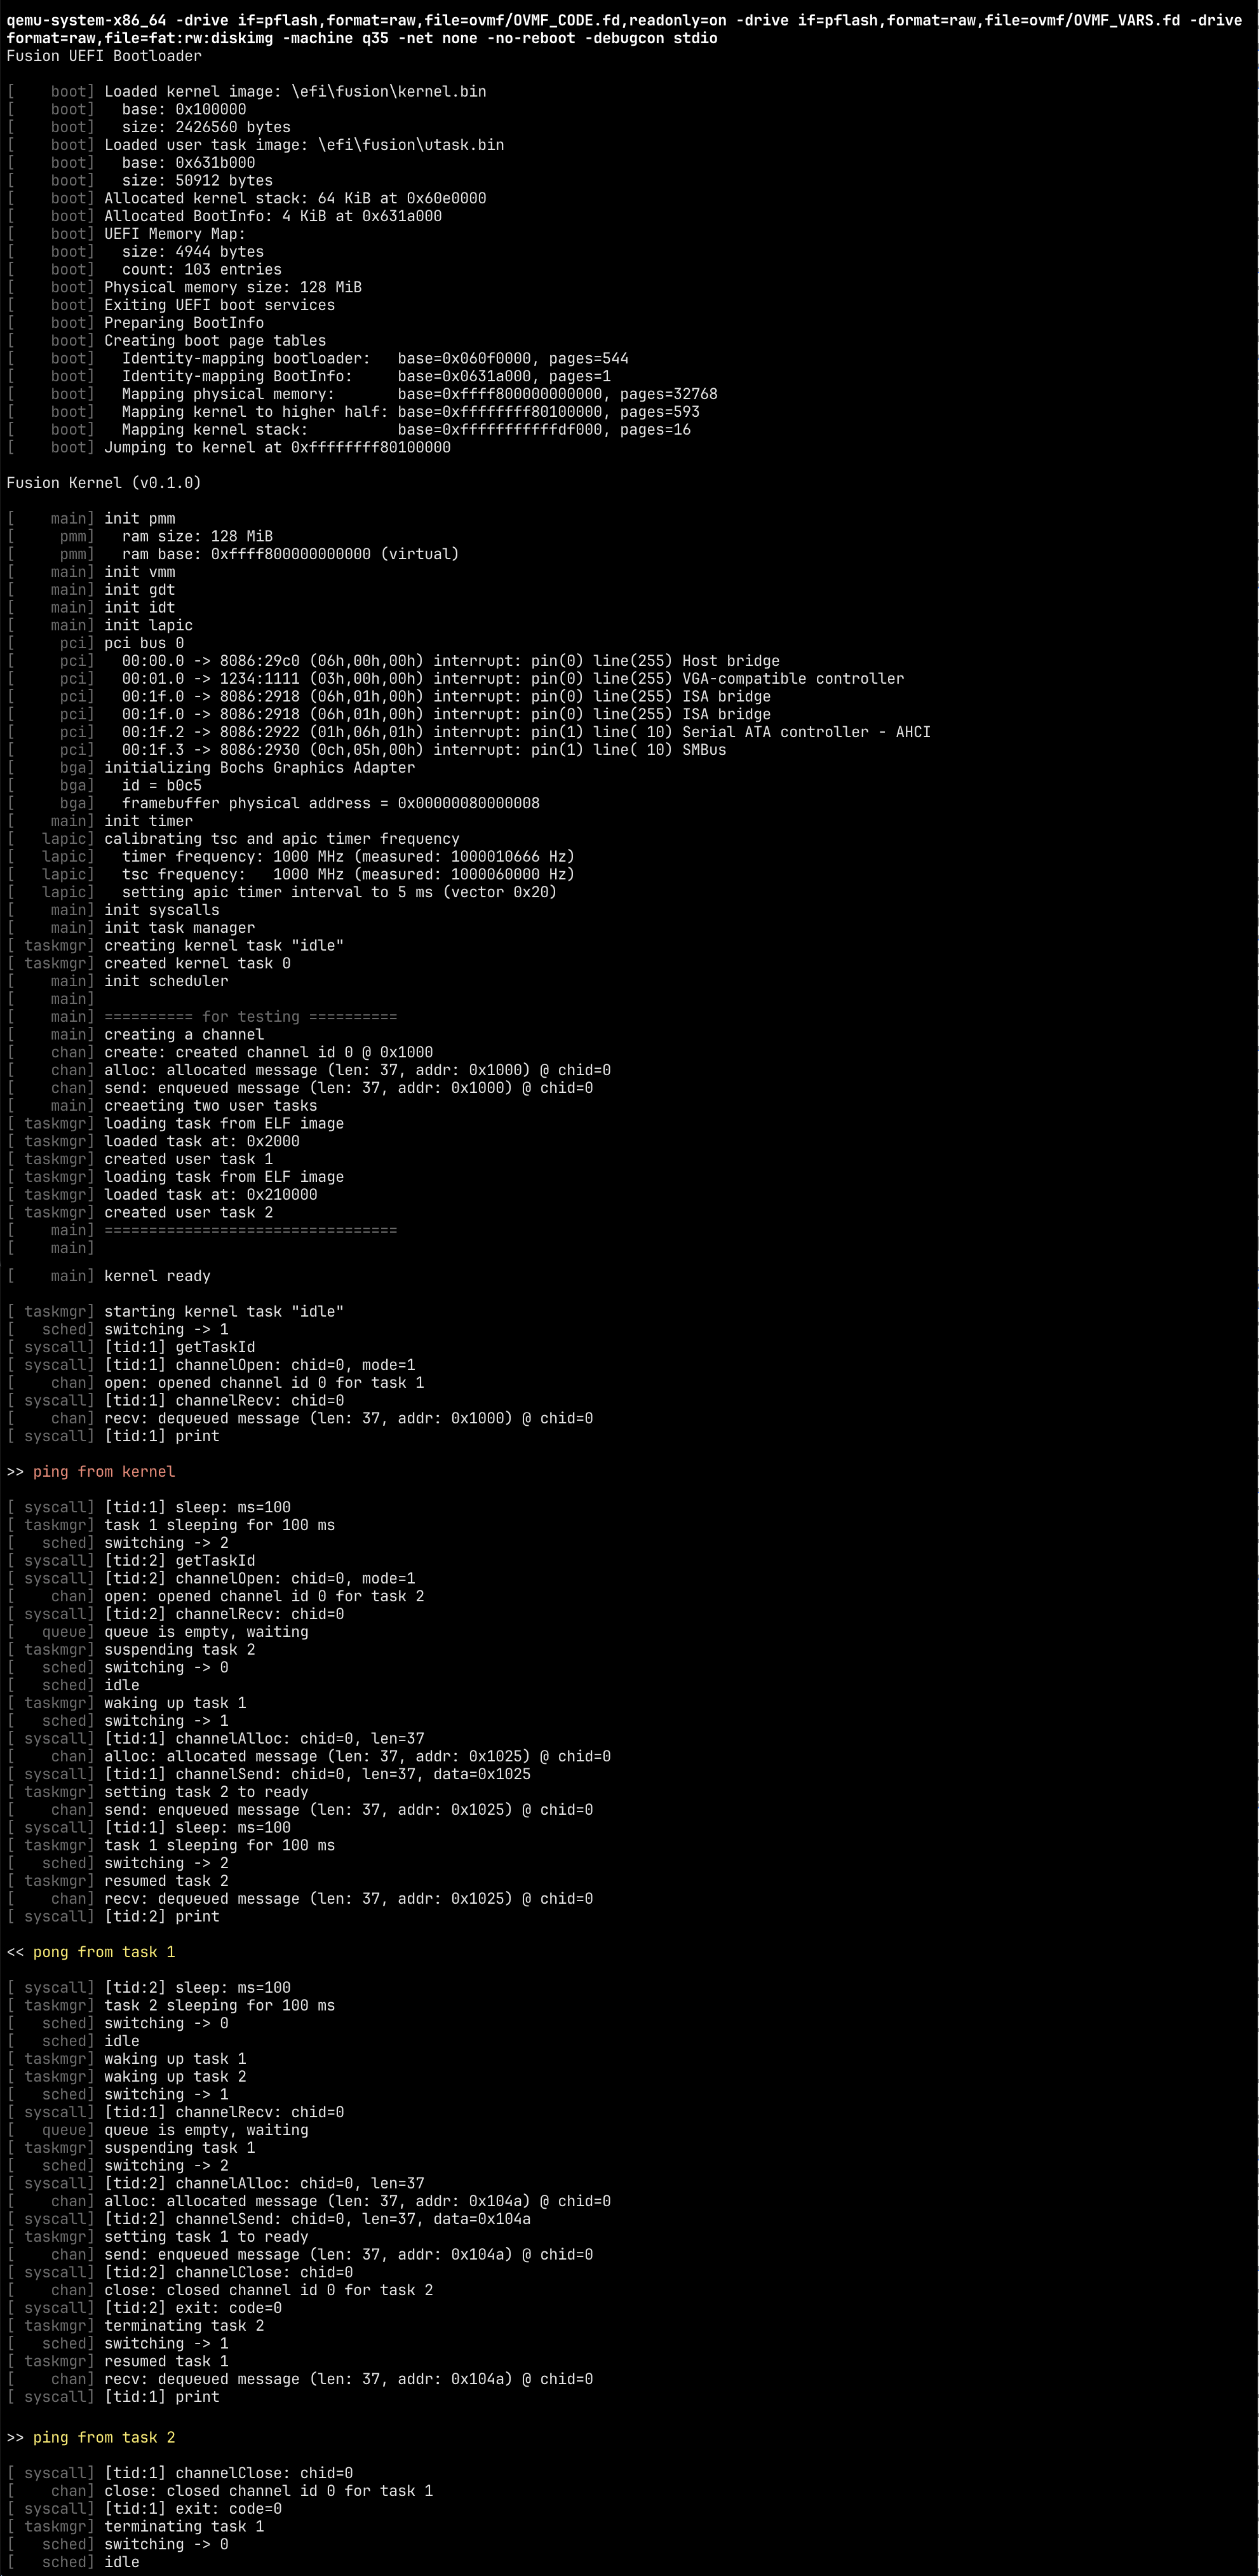 qemu-system-x86_64 -drive if=pflash,format=raw,file=ovmf/OVMF_CODE.fd,readonly=on -drive if=pflash,format=raw,file=ovmf/OVMF_VARS.fd -drive
format=raw,file=fat:rw:diskimg -machine q35 -net none -no-reboot -debugcon stdio
Fusion UEFI Bootloader
[    boot] Loaded kernel image: \efi\fusion\kernel.bin
[    boot]   base: 0x100000
[    boot]   size: 2426560 bytes
[    boot] Loaded user task image: \efi\fusion\utask.bin
[    boot]   base: 0x631b000
[    boot]   size: 50912 bytes
[    boot] Allocated kernel stack: 64 KiB at 0x60e0000
[    boot] Allocated BootInfo: 4 KiB at 0x631a000
[    boot] UEFI Memory Map:
[    boot]   size: 4944 bytes
[    boot]   count: 103 entries
[    boot] Physical memory size: 128 MiB
[    boot] Exiting UEFI boot services
[    boot] Preparing BootInfo
[    boot] Creating boot page tables
[    boot]   Identity-mapping bootloader:   base=0x060f0000, pages=544
[    boot]   Identity-mapping BootInfo:     base=0x0631a000, pages=1
[    boot]   Mapping physical memory:       base=0xffff800000000000, pages=32768
[    boot]   Mapping kernel to higher half: base=0xffffffff80100000, pages=593
[    boot]   Mapping kernel stack:          base=0xfffffffffffdf000, pages=16
[    boot] Jumping to kernel at 0xffffffff80100000
Fusion Kernel (v0.1.0)
[    main] init pmm
[     pmm]   ram size: 128 MiB
[     pmm]   ram base: 0xffff800000000000 (virtual)
[    main] init vmm
[    main] init gdt
[    main] init idt
[    main] init lapic
[     pci] pci bus 0
[     pci]   00:00.0 -> 8086:29c0 (06h,00h,00h) interrupt: pin(0) line(255) Host bridge
[     pci]   00:01.0 -> 1234:1111 (03h,00h,00h) interrupt: pin(0) line(255) VGA-compatible controller
[     pci]   00:1f.0 -> 8086:2918 (06h,01h,00h) interrupt: pin(0) line(255) ISA bridge
[     pci]   00:1f.0 -> 8086:2918 (06h,01h,00h) interrupt: pin(0) line(255) ISA bridge
[     pci]   00:1f.2 -> 8086:2922 (01h,06h,01h) interrupt: pin(1) line( 10) Serial ATA controller - AHCI
[     pci]   00:1f.3 -> 8086:2930 (0ch,05h,00h) interrupt: pin(1) line( 10) SMBus
[     bga] initializing Bochs Graphics Adapter
[     bga]   id = b0c5
[     bga]   framebuffer physical address = 0x00000080000008
[    main] init timer
[   lapic] calibrating tsc and apic timer frequency
[   lapic]   timer frequency: 1000 MHz (measured: 1000010666 Hz)
[   lapic]   tsc frequency:   1000 MHz (measured: 1000060000 Hz)
[   lapic]   setting apic timer interval to 5 ms (vector 0x20)
[    main] init syscalls
[    main] init task manager
[ taskmgr] creating kernel task "idle"
[ taskmgr] created kernel task 0
[    main] init scheduler
[    main]
[    main] ========== for testing ==========
[    main] creating a channel
[    chan] create: created channel id 0 @ 0x1000
[    chan] alloc: allocated message (len: 37, addr: 0x1000) @ chid=0
[    chan] send: enqueued message (len: 37, addr: 0x1000) @ chid=0
[    main] creaeting two user tasks
[ taskmgr] loading task from ELF image
[ taskmgr] loaded task at: 0x2000
[ taskmgr] created user task 1
[ taskmgr] loading task from ELF image
[ taskmgr] loaded task at: 0x210000
[ taskmgr] created user task 2
[    main] =================================
[    main]
[    main] kernel ready
[ taskmgr] starting kernel task "idle"
[   sched] switching -> 1
[ syscall] [tid:1] getTaskId
[ syscall] [tid:1] channelOpen: chid=0, mode=1
[    chan] open: opened channel id 0 for task 1
[ syscall] [tid:1] channelRecv: chid=0
[    chan] recv: dequeued message (len: 37, addr: 0x1000) @ chid=0
[ syscall] [tid:1] print
>> ping from kernel
[ syscall] [tid:1] sleep: ms=100
[ taskmgr] task 1 sleeping for 100 ms
[   sched] switching -> 2
[ syscall] [tid:2] getTaskId
[ syscall] [tid:2] channelOpen: chid=0, mode=1
[    chan] open: opened channel id 0 for task 2
[ syscall] [tid:2] channelRecv: chid=0
[   queue] queue is empty, waiting
[ taskmgr] suspending task 2
[   sched] switching -> 0
[   sched] idle
[ taskmgr] waking up task 1
[   sched] switching -> 1
[ syscall] [tid:1] channelAlloc: chid=0, len=37
[    chan] alloc: allocated message (len: 37, addr: 0x1025) @ chid=0
[ syscall] [tid:1] channelSend: chid=0, len=37, data=0x1025
[ taskmgr] setting task 2 to ready
[    chan] send: enqueued message (len: 37, addr: 0x1025) @ chid=0
[ syscall] [tid:1] sleep: ms=100
[ taskmgr] task 1 sleeping for 100 ms
[   sched] switching -> 2
[ taskmgr] resumed task 2
[    chan] recv: dequeued message (len: 37, addr: 0x1025) @ chid=0
[ syscall] [tid:2] print
<< pong from task 1
[ syscall] [tid:2] sleep: ms=100
[ taskmgr] task 2 sleeping for 100 ms
[   sched] switching -> 0
[   sched] idle
[ taskmgr] waking up task 1
[ taskmgr] waking up task 2
[   sched] switching -> 1
[ syscall] [tid:1] channelRecv: chid=0
[   queue] queue is empty, waiting
[ taskmgr] suspending task 1
[   sched] switching -> 2
[ syscall] [tid:2] channelAlloc: chid=0, len=37
[    chan] alloc: allocated message (len: 37, addr: 0x104a) @ chid=0
[ syscall] [tid:2] channelSend: chid=0, len=37, data=0x104a
[ taskmgr] setting task 1 to ready
[    chan] send: enqueued message (len: 37, addr: 0x104a) @ chid=0
[ syscall] [tid:2] channelClose: chid=0
[    chan] close: closed channel id 0 for task 2
[ syscall] [tid:2] exit: code=0
[ taskmgr] terminating task 2
[   sched] switching -> 1
[ taskmgr] resumed task 1
[    chan] recv: dequeued message (len: 37, addr: 0x104a) @ chid=0
[ syscall] [tid:1] print
>> ping from task 2
[ syscall] [tid:1] channelClose: chid=0
[    chan] close: closed channel id 0 for task 1
[ syscall] [tid:1] exit: code=0
[ taskmgr] terminating task 1
[   sched] switching -> 0
[   sched] idle